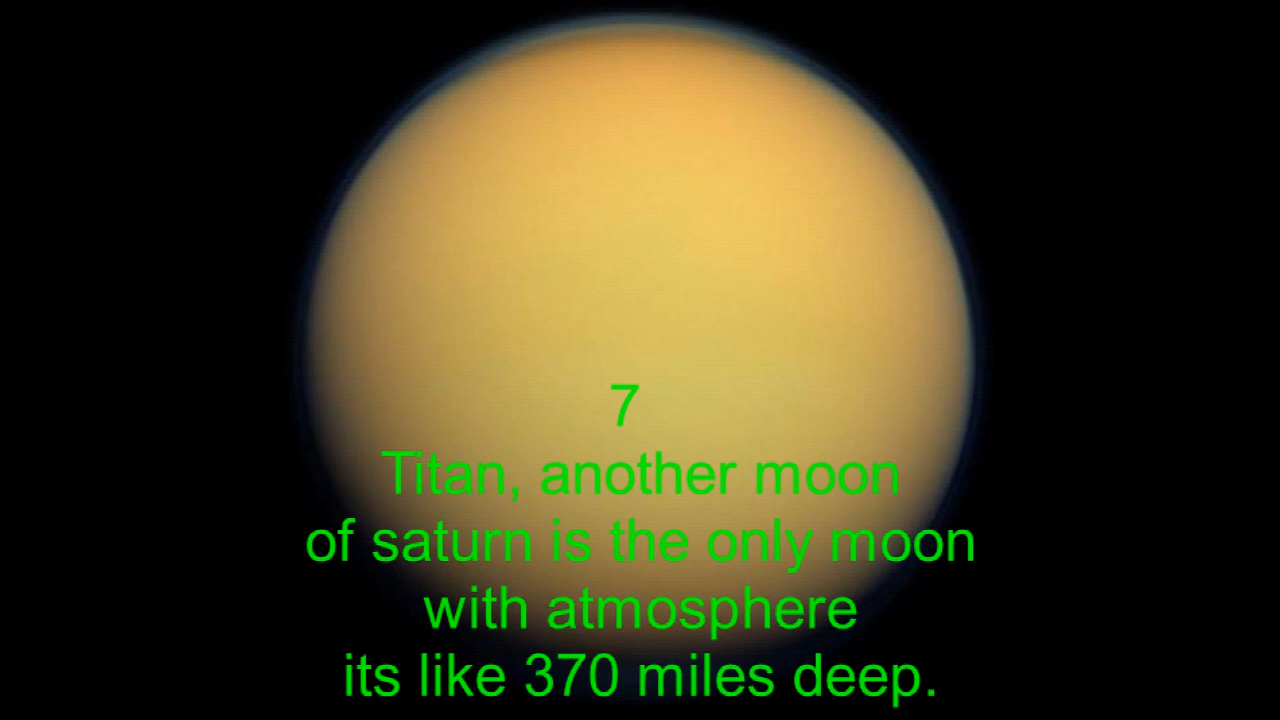 7
Titan, another moon
of saturn is the only moon
with atmosphere
its like 370 miles deep.